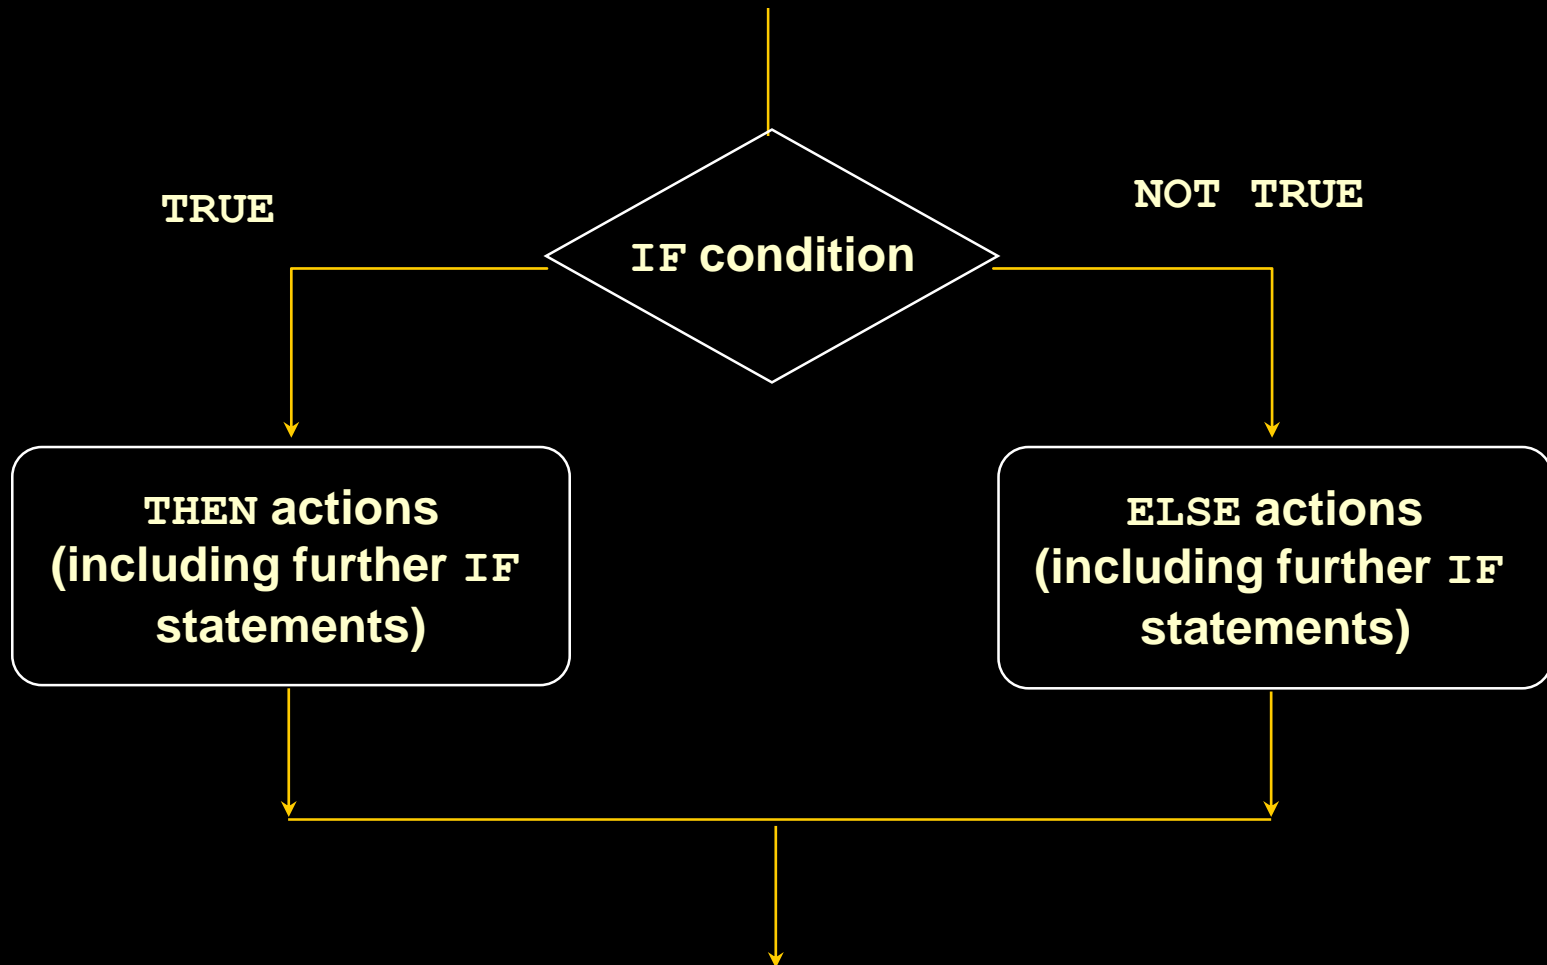 TRUE
NOT TRUE
IF condition
THEN actions
(including further IF
statements)
ELSE actions
(including further IF
statements)